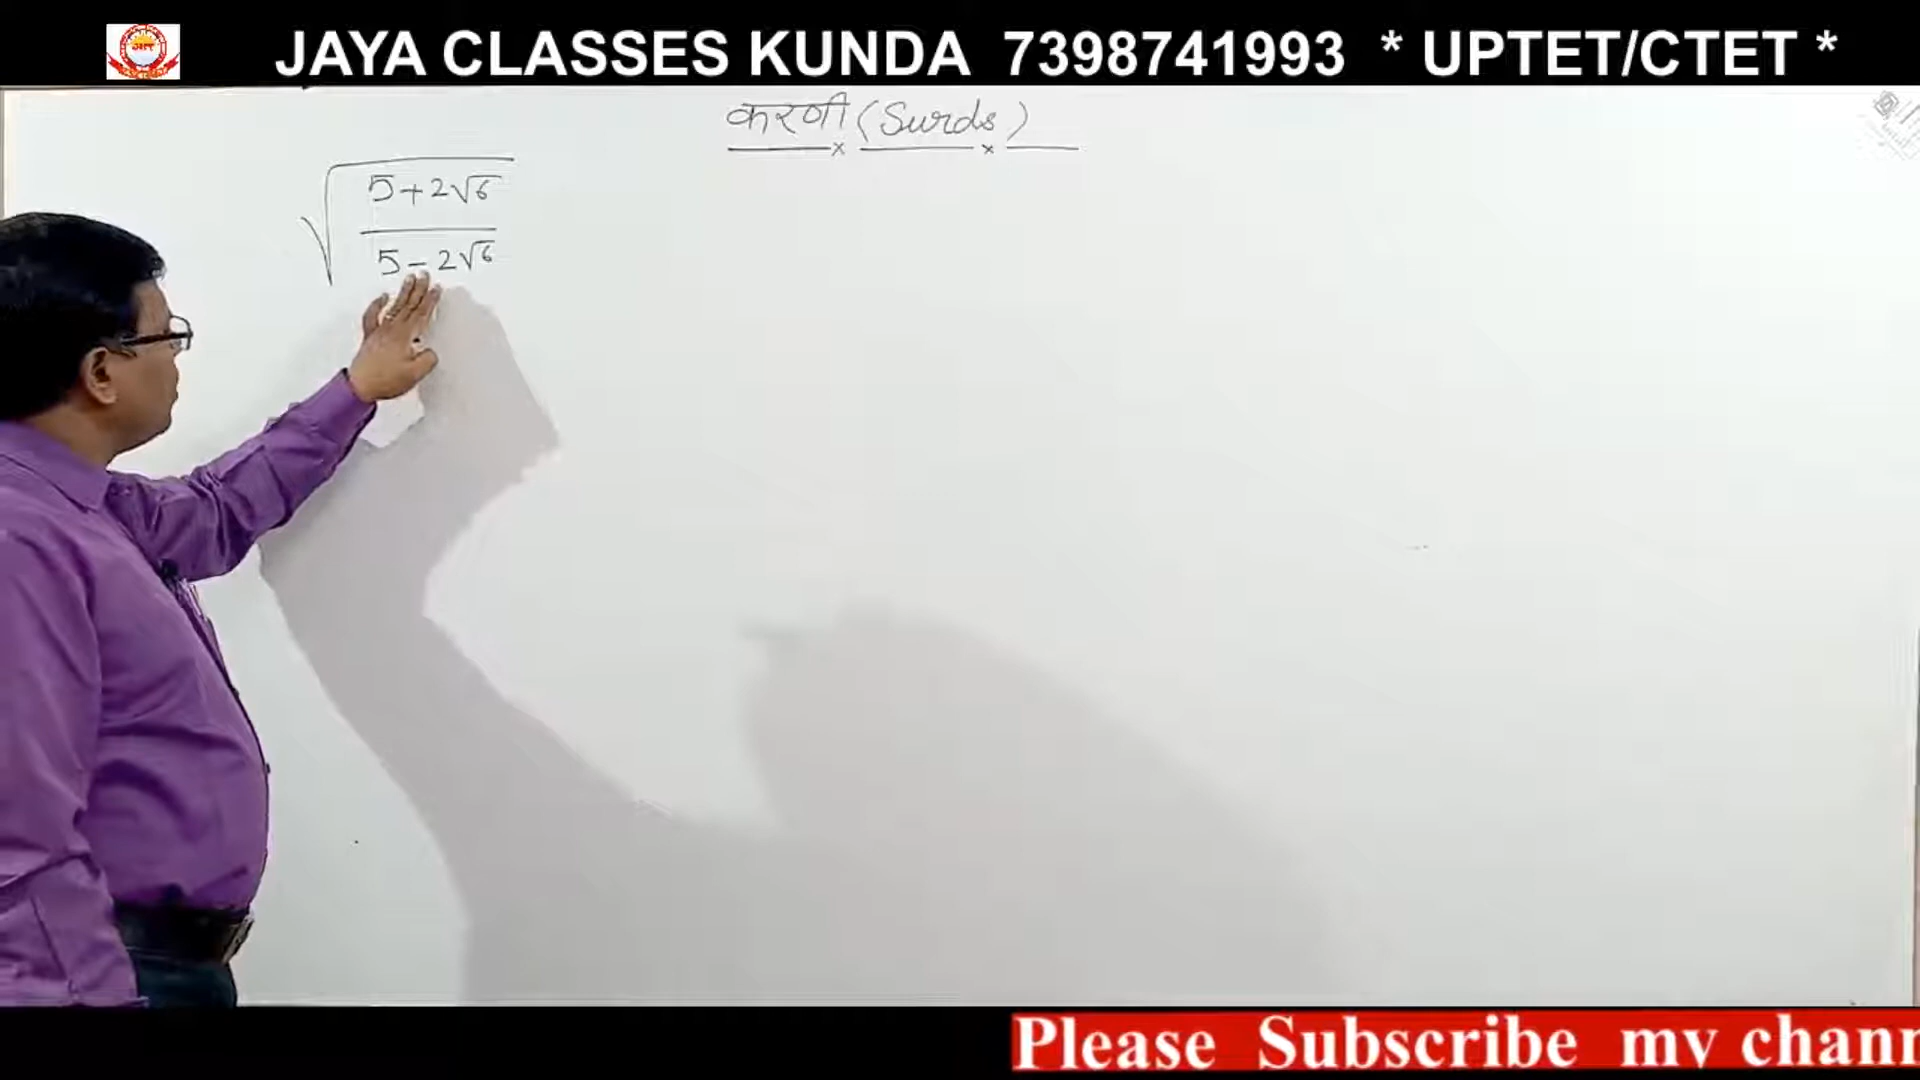 JAYA CLASSES KUNDA 7398741993 * UPTET/CTET *
करणी (Surds)
√
5+2√6
5-2√6
Please Subscribe my chann